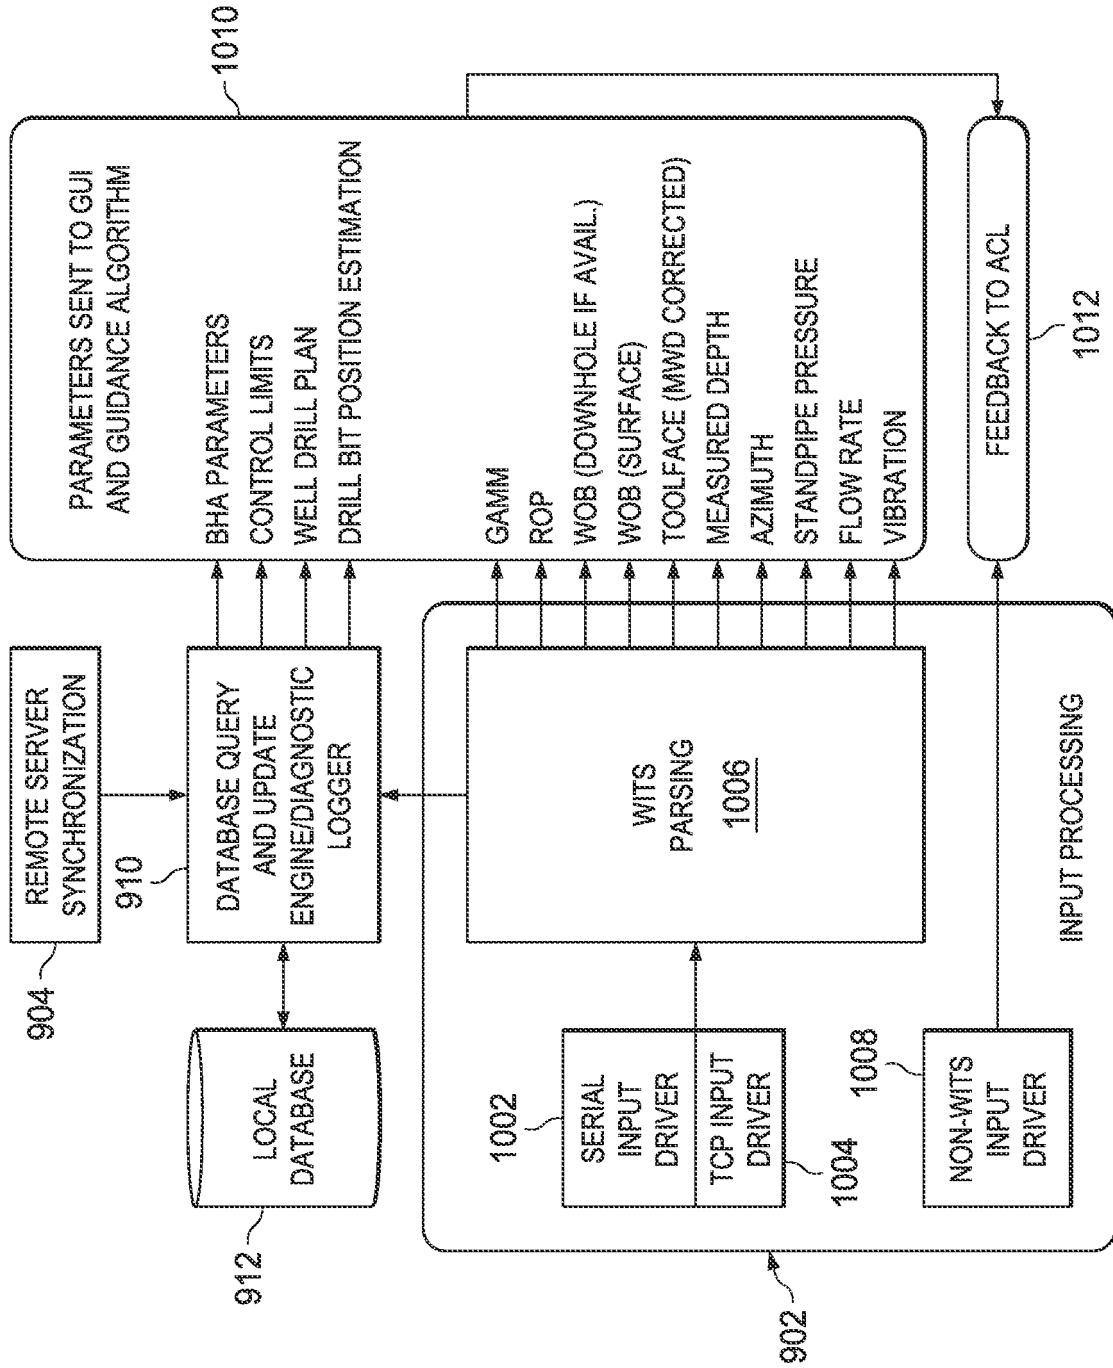 904
REMOTE SERVER
SYNCHRONIZATION
912
LOCAL
DATABASE
910
DATABASE QUERY
AND UPDATE
ENGINE/DIAGNOSTIC
LOGGER
1010
PARAMETERS SENT TO GUI
AND GUIDANCE ALGORITHM
BHA PARAMETERS
CONTROL LIMITS
WELL DRILL PLAN
DRILL BIT POSITION ESTIMATION
GAMM
ROP
WOB (DOWNHOLE IF AVAIL.)
WOB (SURFACE)
TOOLFACE (MWD CORRECTED)
MEASURED DEPTH
AZIMUTH
STANDPIPE PRESSURE
FLOW RATE
VIBRATION
902
1002
SERIAL
INPUT
DRIVER
TCP INPUT
DRIVER
1004
WITS
PARSING
1006
1008
NON-WITS
INPUT
DRIVER
INPUT PROCESSING
FEEDBACK TO ACL
1012